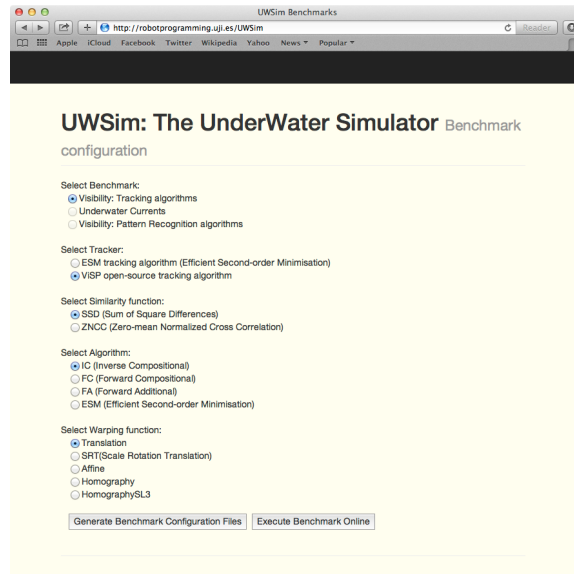 UWSim Benchmarks
http://robotprogramming.uji.es/UWSim
Reader
Apple iCloud Facebook Twitter Wikipedia Yahoo News Popular
UWSim: The UnderWater Simulator Benchmark
configuration
Select Benchmark:
Visibility: Tracking algorithms
Underwater Currents
Visibility: Pattern Recognition algorithms
Select Tracker:
ESM tracking algorithm (Efficient Second-order Minimisation)
ViSP open-source tracking algorithm
Select Similarity function:
SSD (Sum of Square Differences)
ZNCC (Zero-mean Normalized Cross Correlation)
Select Algorithm:
IC (Inverse Compositional)
FC (Forward Compositional)
FA (Forward Additional)
ESM (Efficient Second-order Minimisation)
Select Warping function:
Translation
SRT(Scale Rotation Translation)
Affine
Homography
HomographySL3
Generate Benchmark Configuration Files Execute Benchmark Online